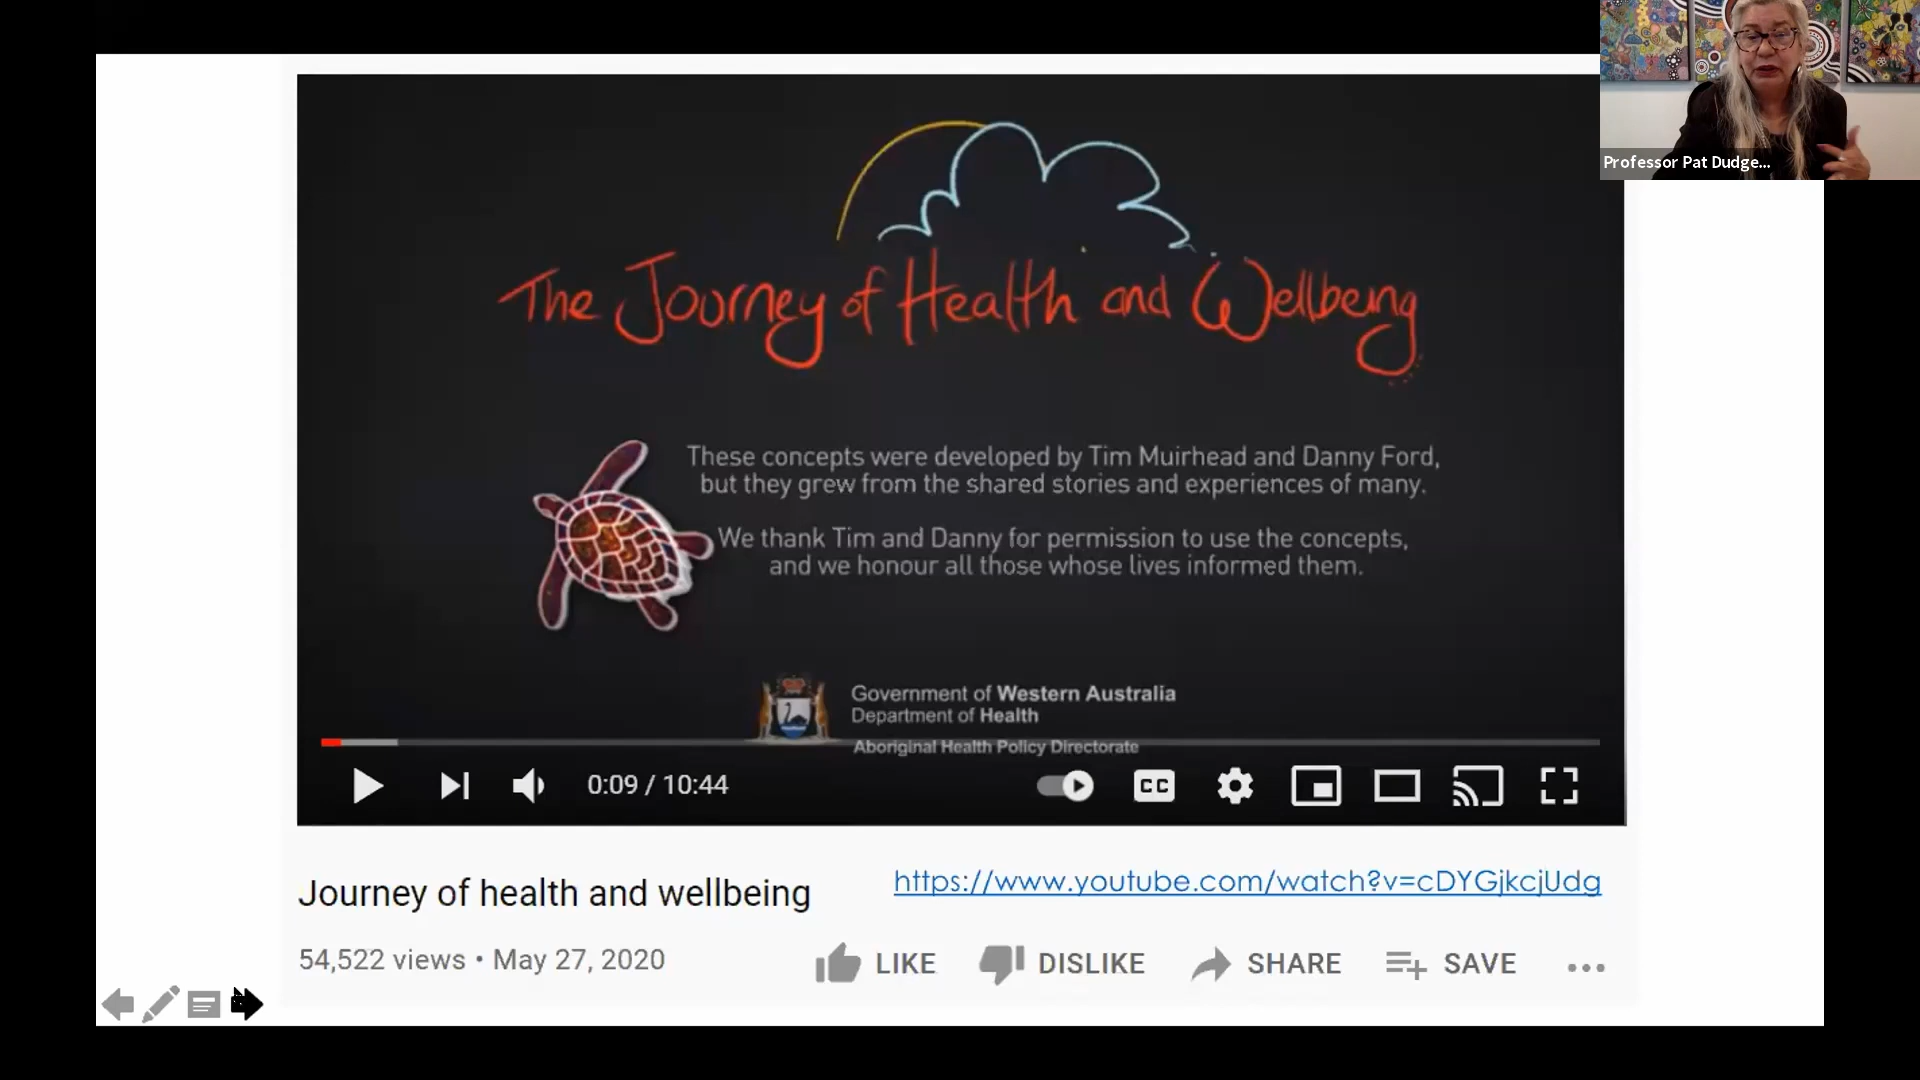 Professor Pat Dudge...
The Journey of Health and Wellbeing
These concepts were developed by Tim Muirhead and Danny Ford,
but they grew from the shared stories and experiences of many.
We thank Tim and Danny for permission to use the concepts,
and we honour all those whose lives informed them.
Government of Western Australia
Department of Health
Aboriginal Health Policy Directorate
0:09 / 10:44
CC
Journey of health and wellbeing
https://www.youtube.com/watch?v=cDYGjkcjUdg
54,522 views • May 27, 2020
LIKE
DISLIKE
SHARE
SAVE